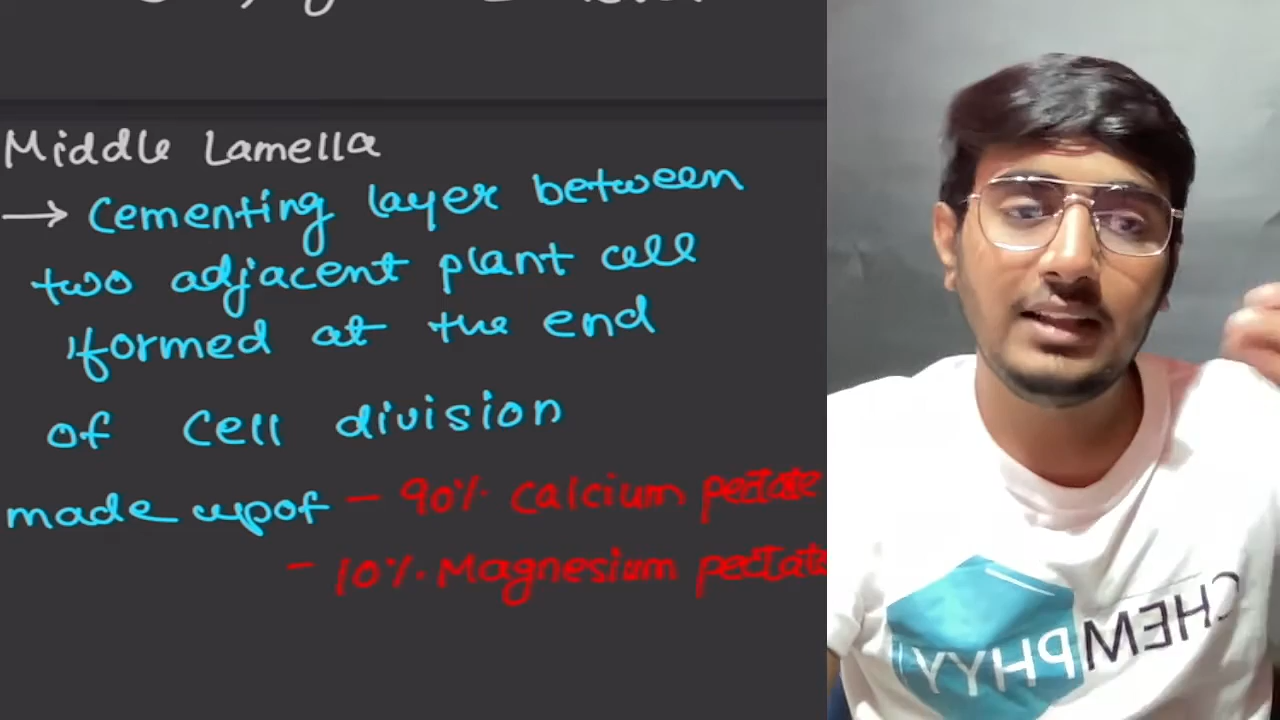 Middle Lamella
→ Cementing layer between
two adjacent plant cell
formed at the end
of cell division
made upof - 90% Calcium pectate
- 10% Magnesium pectate
CHEMPHYY